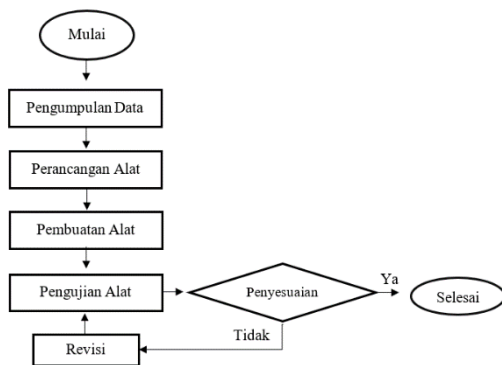 Mulai
Pengumpulan Data
Perancangan Alat
Pembuatan Alat
Pengujian Alat
Penyesuaian
Ya
Selesai
Tidak
Revisi